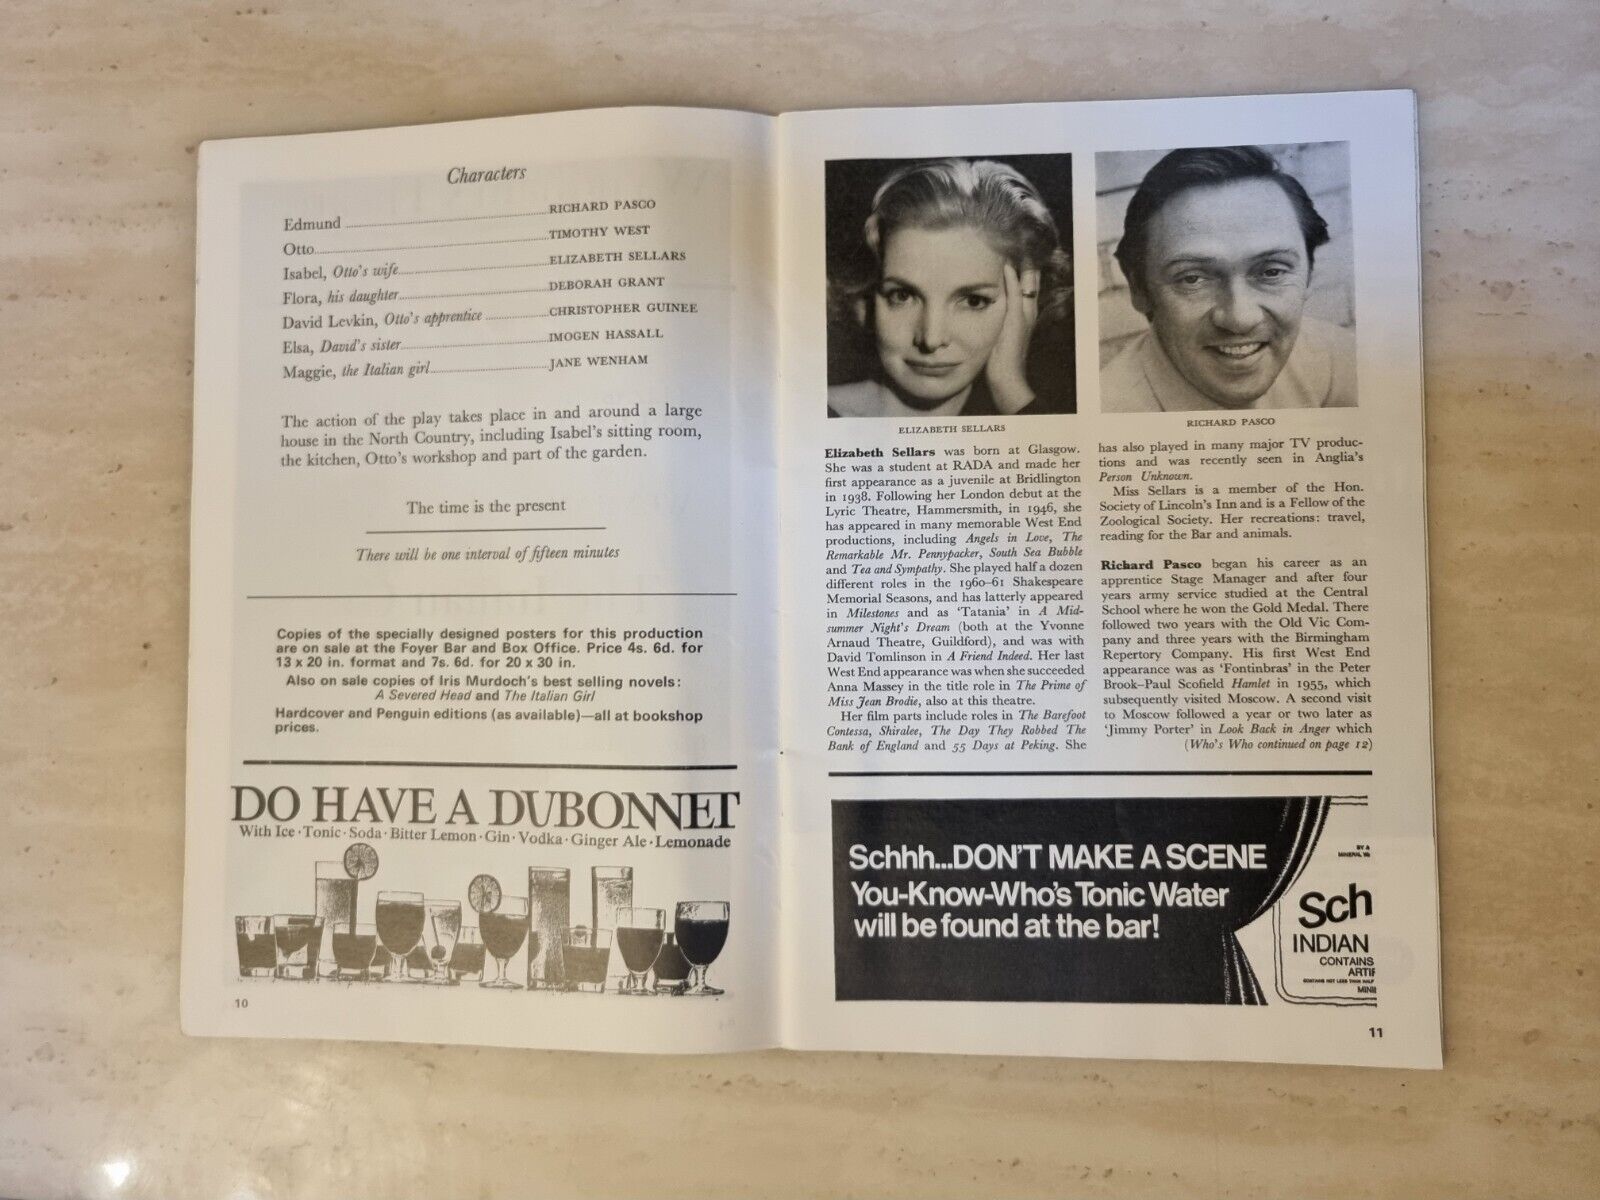 Characters
Edmund RICHARD PASCO
Otto TIMOTHY WEST
Isabel, Otto's wife ELIZABETH SELLARS
Flora, his daughter DEBORAH GRANT
David Levkin, Otto's apprentice CHRISTOPHER GUINEE
Elsa, David's sister IMOGEN HASSALL
Maggie, the Italian girl JANE WENHAM
The action of the play takes place in and around a large
house in the North Country, including Isabel's sitting room,
the kitchen, Otto's workshop and part of the garden.
The time is the present
There will be one interval of fifteen minutes
Copies of the specially designed posters for this production
are on sale at the Foyer Bar and Box Office. Price 4s. 6d. for
13 x 20 in. format and 7s. 6d. for 20 x 30 in.
Also on sale copies of Iris Murdoch's best selling novels:
A Severed Head and The Italian Girl
Hardcover and Penguin editions (as available)—all at bookshop
prices.
DO HAVE A DUBONNET
With Ice · Tonic · Soda · Bitter Lemon · Gin · Vodka · Ginger Ale · Lemonade
10
ELIZABETH SELLARS
Elizabeth Sellars was born at Glasgow.
She was a student at RADA and made her
first appearance as a juvenile at Bridlington
in 1938. Following her London debut at the
Lyric Theatre, Hammersmith, in 1946, she
has appeared in many memorable West End
productions, including Angels in Love, The
Remarkable Mr. Pennypacker, South Sea Bubble
and Tea and Sympathy. She played half a dozen
different roles in the 1960–61 Shakespeare
Memorial Seasons, and has latterly appeared
in Milestones and as 'Tatania' in A Mid-
summer Night's Dream (both at the Yvonne
Arnaud Theatre, Guildford), and was with
David Tomlinson in A Friend Indeed. Her last
West End appearance was when she succeeded
Anna Massey in the title role in The Prime of
Miss Jean Brodie, also at this theatre.
Her film parts include roles in The Barefoot
Contessa, Shiralee, The Day They Robbed The
Bank of England and 55 Days at Peking. She
RICHARD PASCO
has also played in many major TV produc-
tions and was recently seen in Anglia's
Person Unknown.
Miss Sellars is a member of the Hon.
Society of Lincoln's Inn and is a Fellow of the
Zoological Society. Her recreations: travel,
reading for the Bar and animals.
Richard Pasco began his career as an
apprentice Stage Manager and after four
years army service studied at the Central
School where he won the Gold Medal. There
followed two years with the Old Vic Com-
pany and three years with the Birmingham
Repertory Company. His first West End
appearance was as 'Fontinbras' in the Peter
Brook–Paul Scofield Hamlet in 1955, which
subsequently visited Moscow. A second visit
to Moscow followed a year or two later as
'Jimmy Porter' in Look Back in Anger which
(Who's Who continued on page 12)
Schhh...DON'T MAKE A SCENE
You-Know-Who's Tonic Water
will be found at the bar!
BY A
MINERAL WA
Sch
INDIAN
CONTAINS
ARTIF
CONTAINS NOT LESS THAN HALF
MINI
11